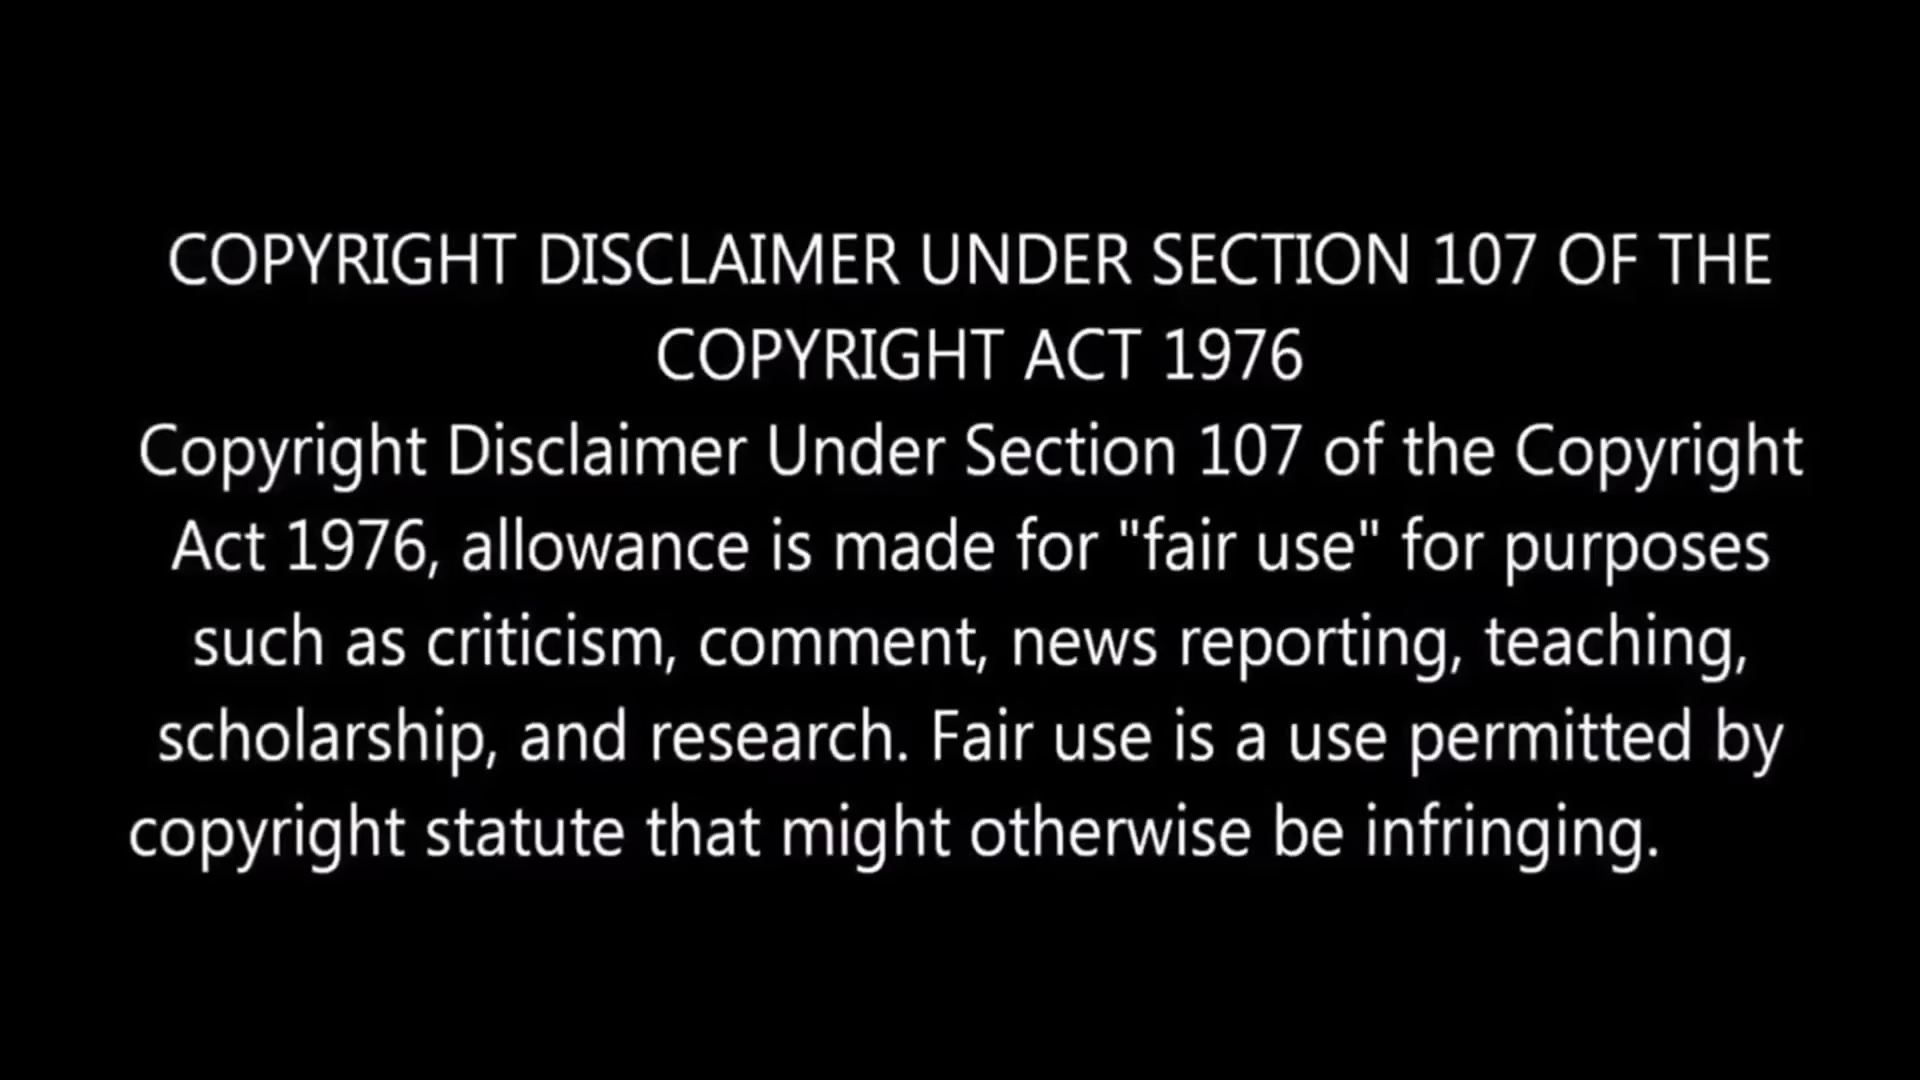 COPYRIGHT DISCLAIMER UNDER SECTION 107 OF THE
COPYRIGHT ACT 1976
Copyright Disclaimer Under Section 107 of the Copyright
Act 1976, allowance is made for "fair use" for purposes
such as criticism, comment, news reporting, teaching,
scholarship, and research. Fair use is a use permitted by
copyright statute that might otherwise be infringing.